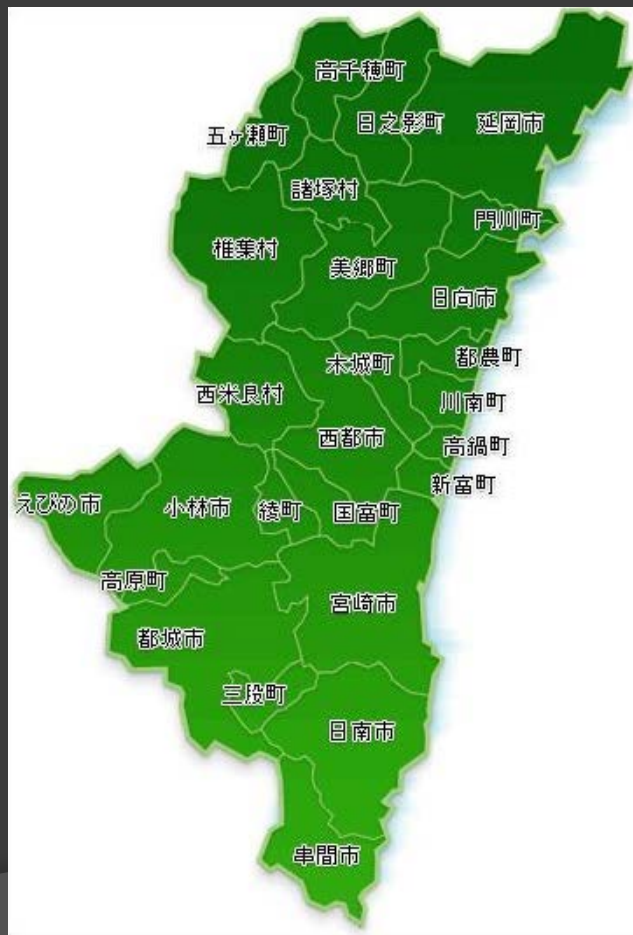 高千穂町
日之影町
延岡市
五ヶ瀬町
諸塚村
門川町
椎葉村
美郷町
日向市
木城町
都農町
西米良村
川南町
西都市
高鍋町
新富町
えびの市
小林市
綾町
国富町
高原町
宮崎市
都城市
三股町
日南市
串間市